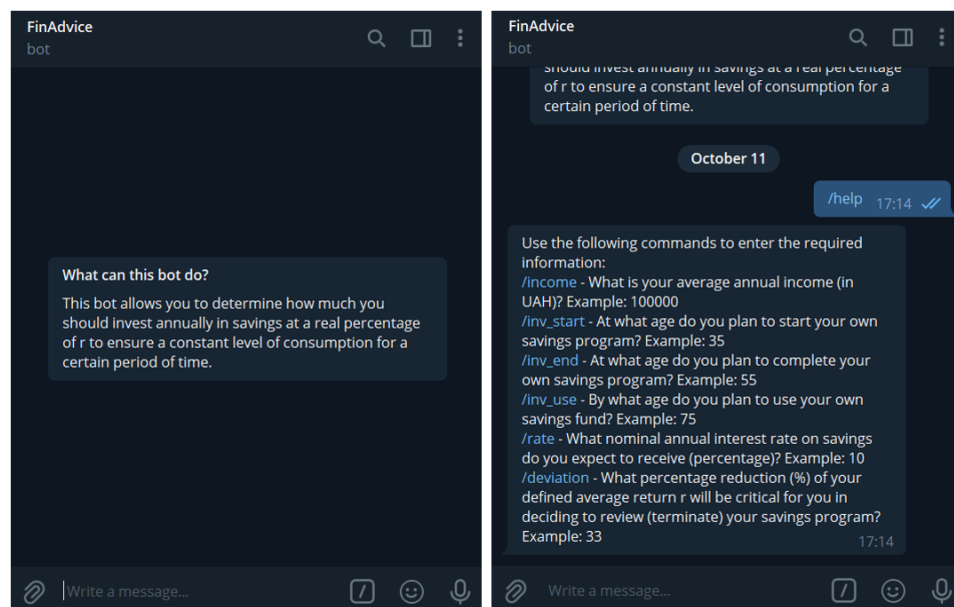 FinAdvice
bot
What can this bot do?
This bot allows you to determine how much you
should invest annually in savings at a real percentage
of r to ensure a constant level of consumption for a
certain period of time.
Write a message...
FinAdvice
bot
should invest annually in savings at a real percentage
of r to ensure a constant level of consumption for a
certain period of time.
October 11
/help 17:14
Use the following commands to enter the required
information:
/income - What is your average annual income (in
UAH)? Example: 100000
/inv_start - At what age do you plan to start your own
savings program? Example: 35
/inv_end - At what age do you plan to complete your
own savings program? Example: 55
/inv_use - By what age do you plan to use your own
savings fund? Example: 75
/rate - What nominal annual interest rate on savings
do you expect to receive (percentage)? Example: 10
/deviation - What percentage reduction (%) of your
defined average return r will be critical for you in
deciding to review (terminate) your savings program?
Example: 33
17:14
Write a message...